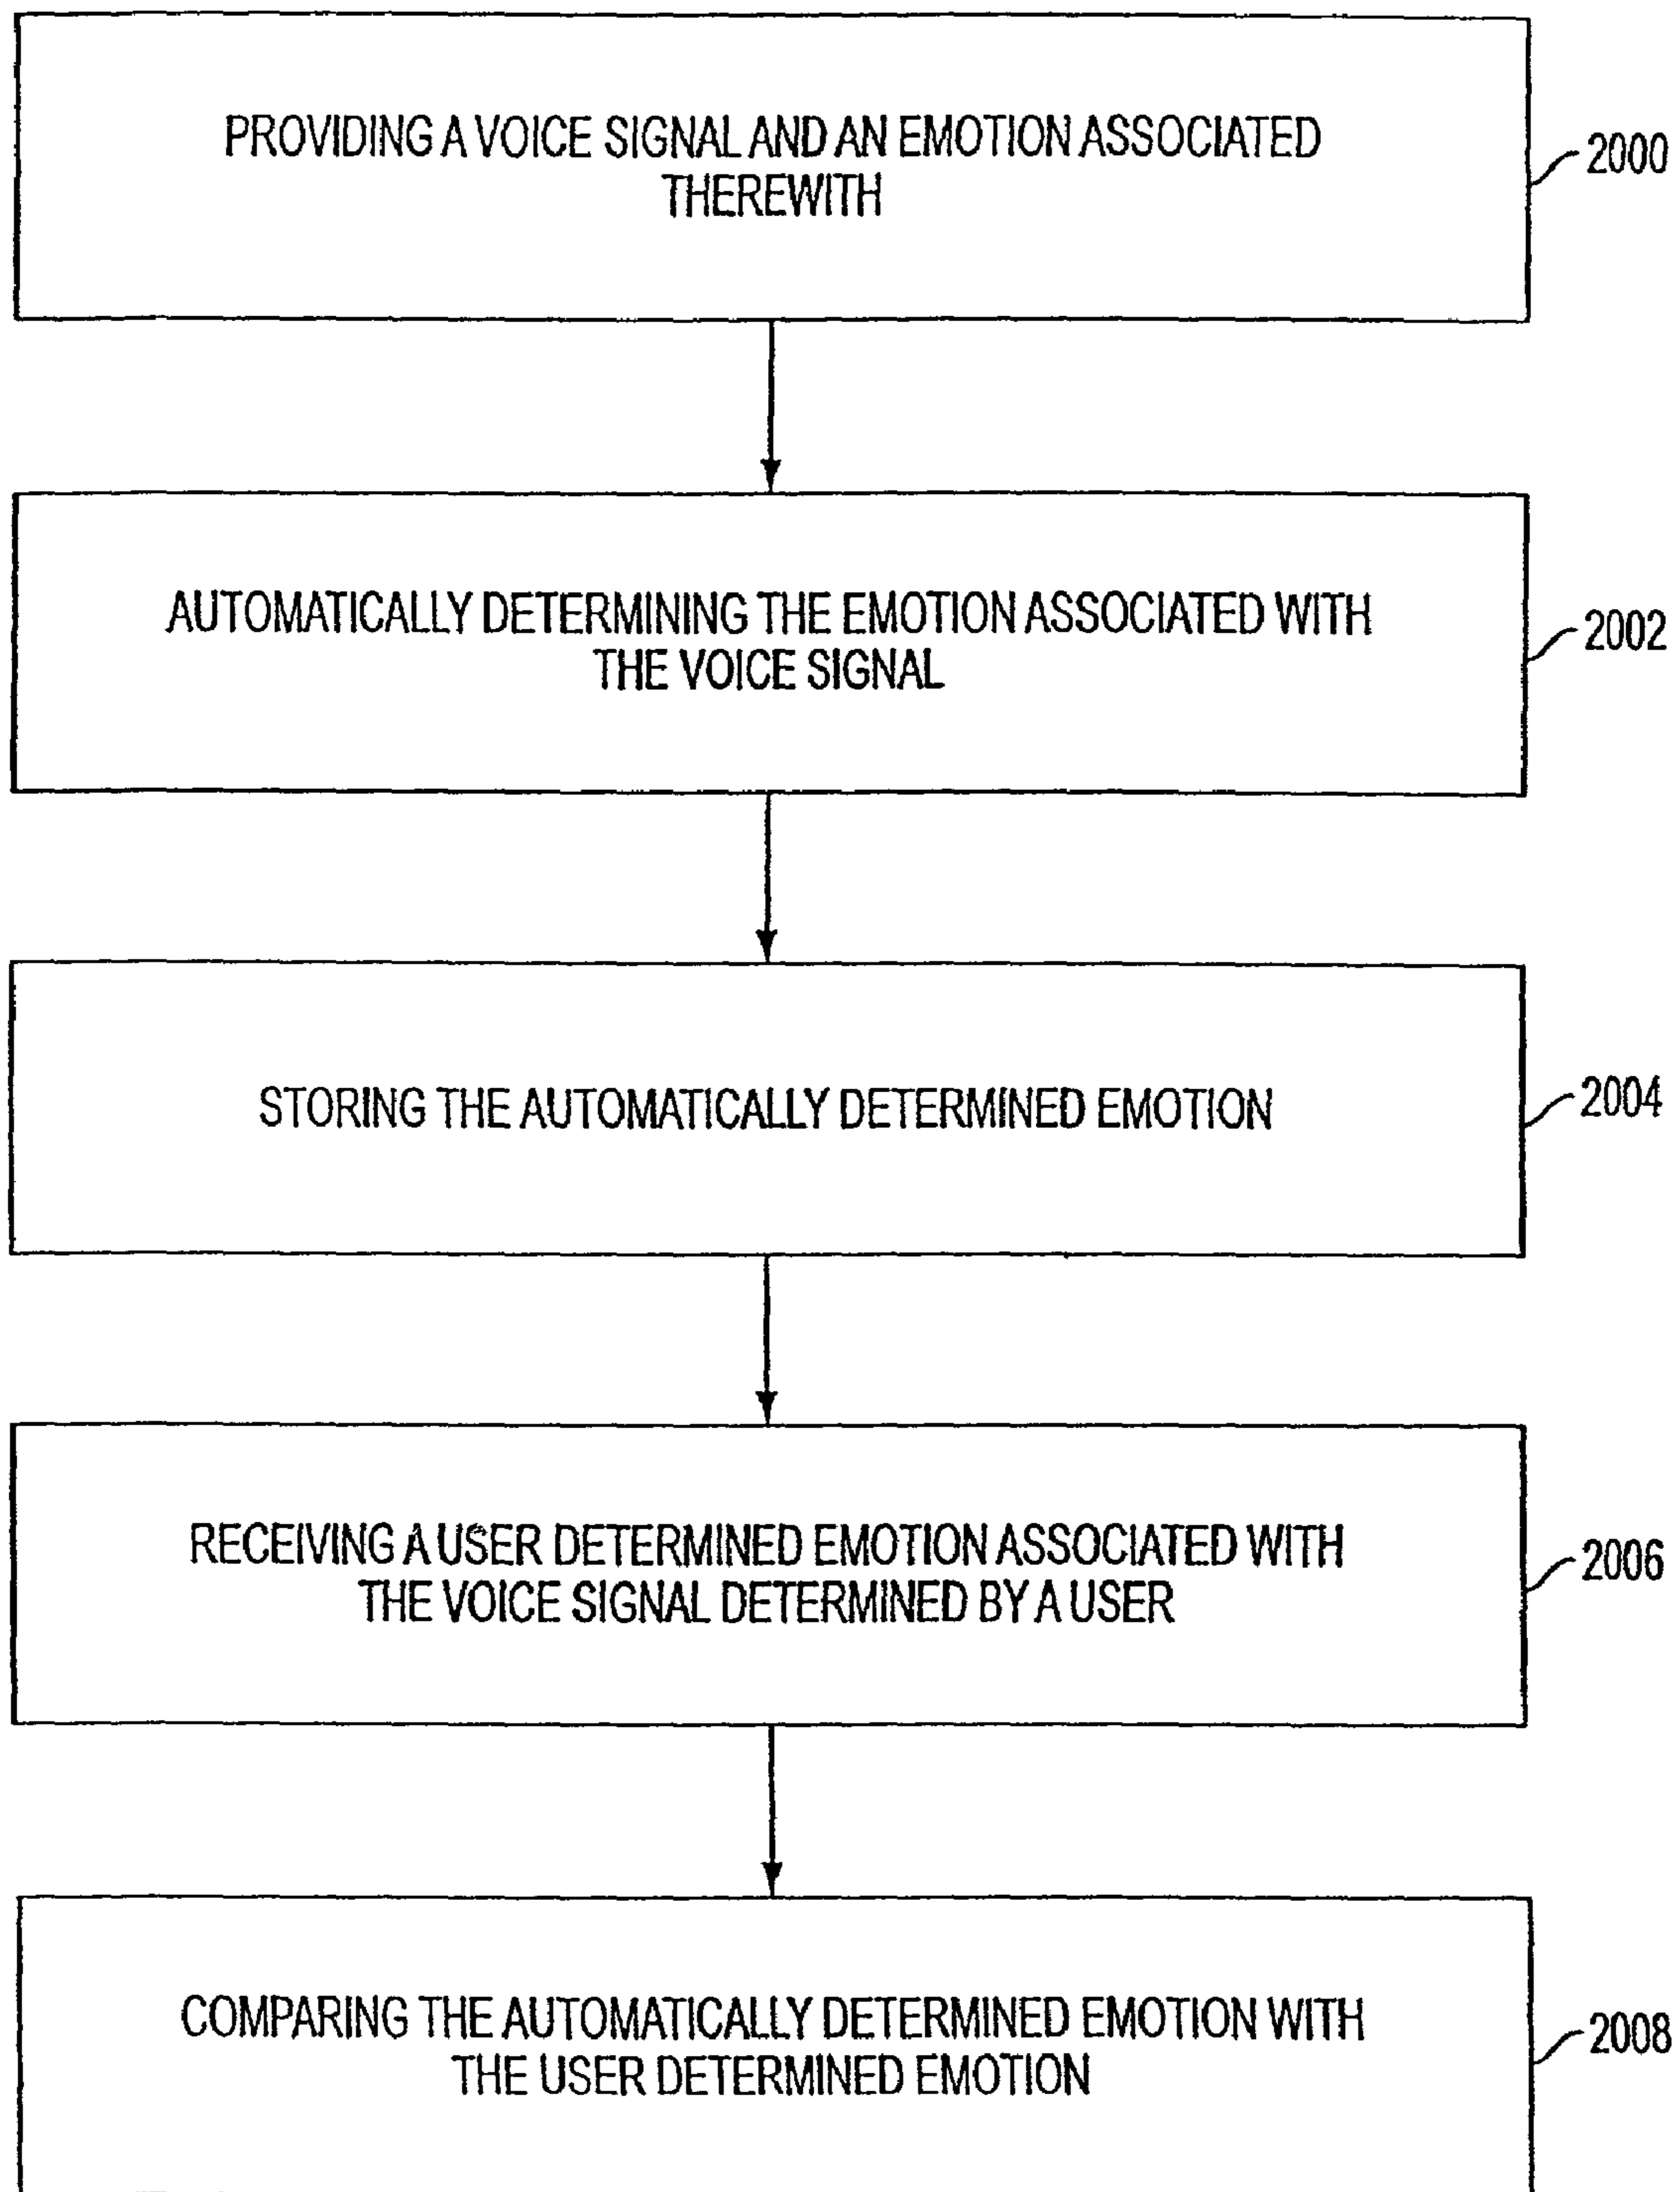 PROVIDING A VOICE SIGNAL AND AN EMOTION ASSOCIATED
THEREWITH
2000
AUTOMATICALLY DETERMINING THE EMOTION ASSOCIATED WITH
THE VOICE SIGNAL
2002
STORING THE AUTOMATICALLY DETERMINED EMOTION
2004
RECEIVING A USER DETERMINED EMOTION ASSOCIATED WITH
THE VOICE SIGNAL DETERMINED BY A USER
2006
COMPARING THE AUTOMATICALLY DETERMINED EMOTION WITH
THE USER DETERMINED EMOTION
2008